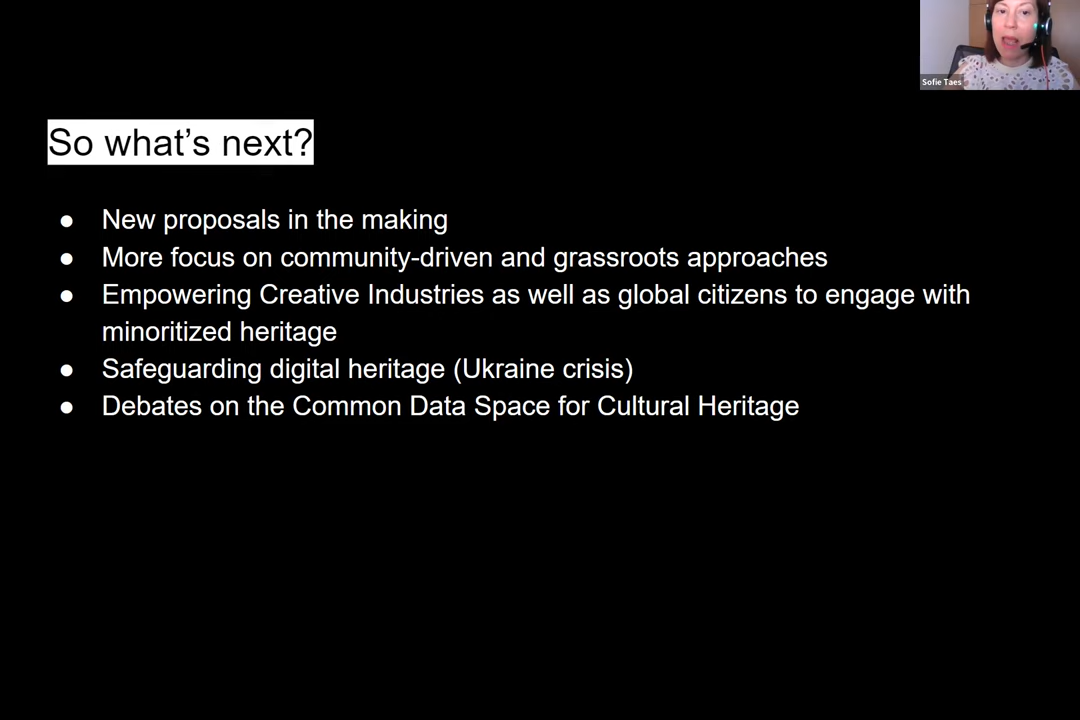 Sofie Taes
So what’s next?
● New proposals in the making
● More focus on community-driven and grassroots approaches
● Empowering Creative Industries as well as global citizens to engage with
minoritized heritage
● Safeguarding digital heritage (Ukraine crisis)
● Debates on the Common Data Space for Cultural Heritage